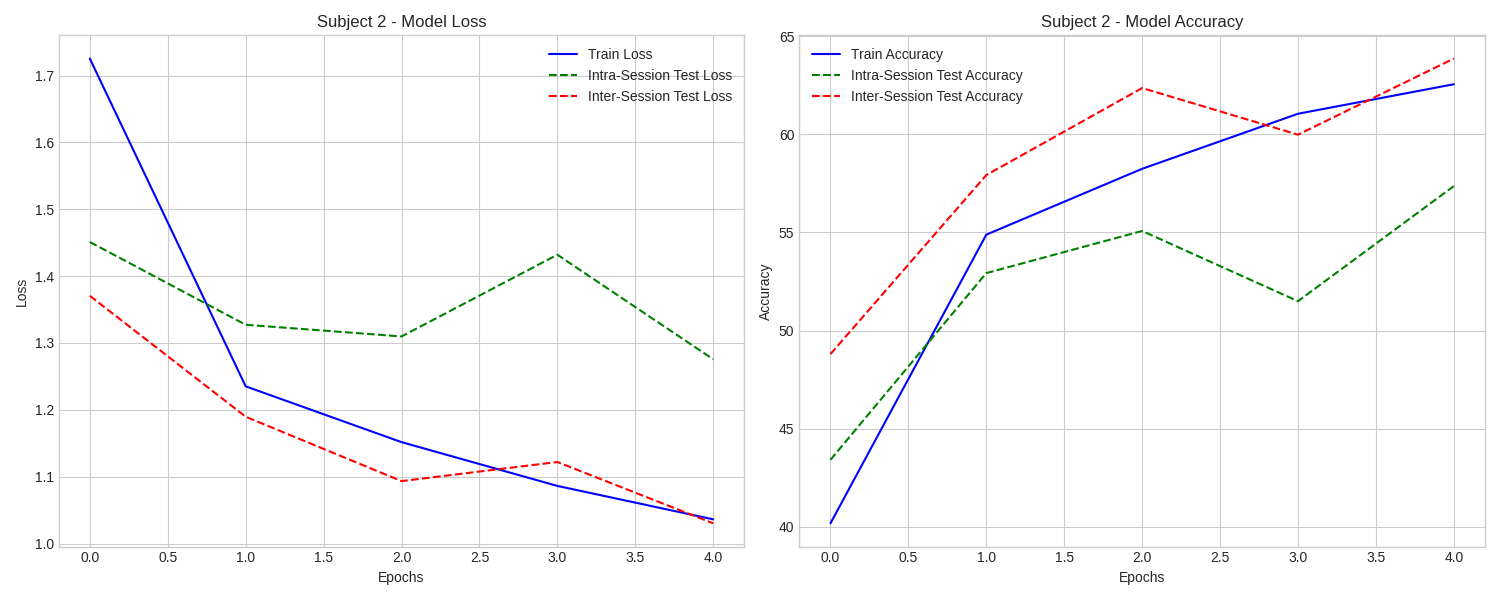 Subject 2 - Model Loss
Train Loss
Intra-Session Test Loss
Inter-Session Test Loss
1.7
1.6
1.5
1.4
1.3
1.2
1.1
1.0
Loss
0.0 0.5 1.0 1.5 2.0 2.5 3.0 3.5 4.0
Epochs
Subject 2 - Model Accuracy
Train Accuracy
Intra-Session Test Accuracy
Inter-Session Test Accuracy
65
60
55
50
45
40
Accuracy
0.0 0.5 1.0 1.5 2.0 2.5 3.0 3.5 4.0
Epochs